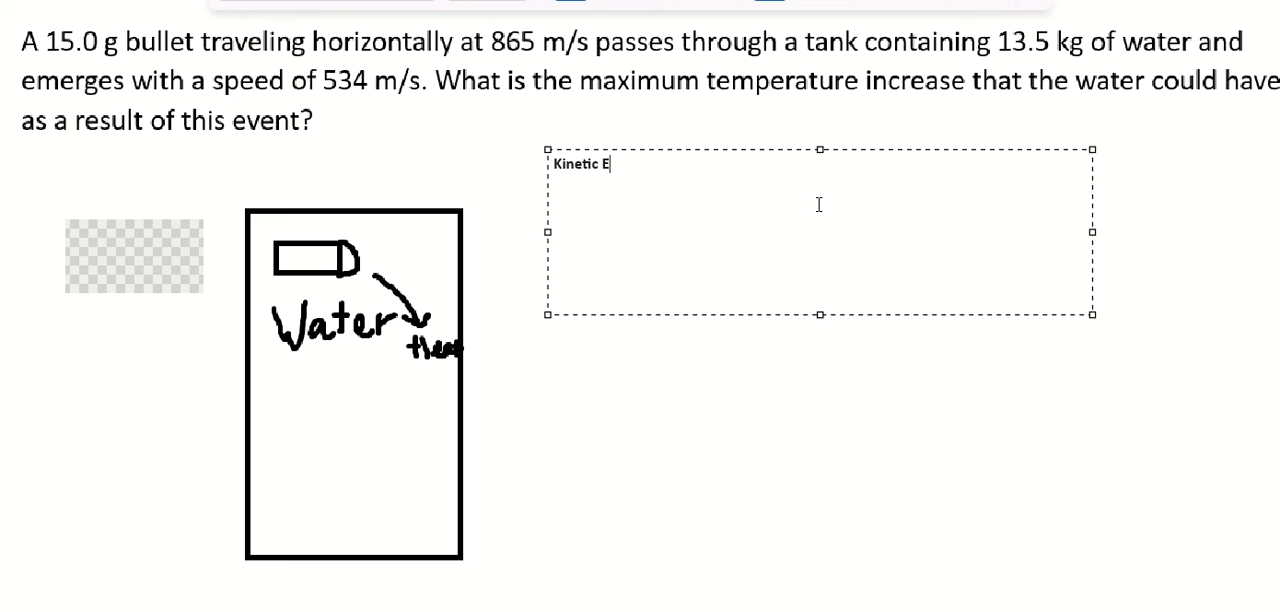 A 15.0 g bullet traveling horizontally at 865 m/s passes through a tank containing 13.5 kg of water and
emerges with a speed of 534 m/s. What is the maximum temperature increase that the water could have
as a result of this event?
Kinetic E
Water